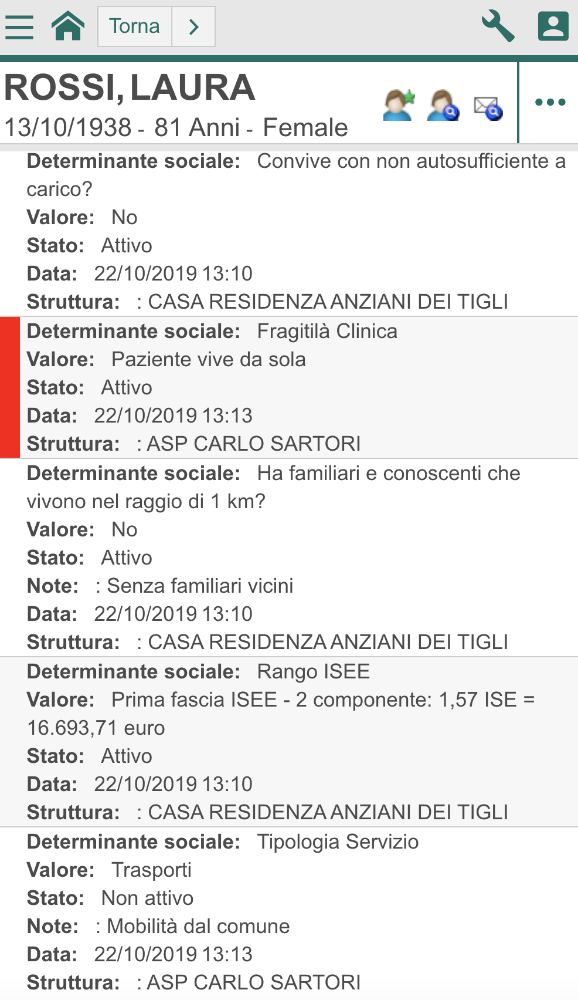 Torna
ROSSI, LAURA
13/10/1938 - 81 Anni - Female
Determinante sociale: Convive con non autosufficiente a
carico?
Valore: No
Stato: Attivo
Data: 22/10/2019 13:10
Struttura: : CASA RESIDENZA ANZIANI DEI TIGLI
Determinante sociale: Fragitilà Clinica
Valore: Paziente vive da sola
Stato: Attivo
Data: 22/10/2019 13:13
Struttura: : ASP CARLO SARTORI
Determinante sociale: Ha familiari e conoscenti che
vivono nel raggio di 1 km?
Valore: No
Stato: Attivo
Note: : Senza familiari vicini
Data: 22/10/2019 13:10
Struttura: : CASA RESIDENZA ANZIANI DEI TIGLI
Determinante sociale: Rango ISEE
Valore: Prima fascia ISEE - 2 componente: 1,57 ISE =
16.693,71 euro
Stato: Attivo
Data: 22/10/2019 13:10
Struttura: : CASA RESIDENZA ANZIANI DEI TIGLI
Determinante sociale: Tipologia Servizio
Valore: Trasporti
Stato: Non attivo
Note: : Mobilità dal comune
Data: 22/10/2019 13:13
Struttura: : ASP CARLO SARTORI